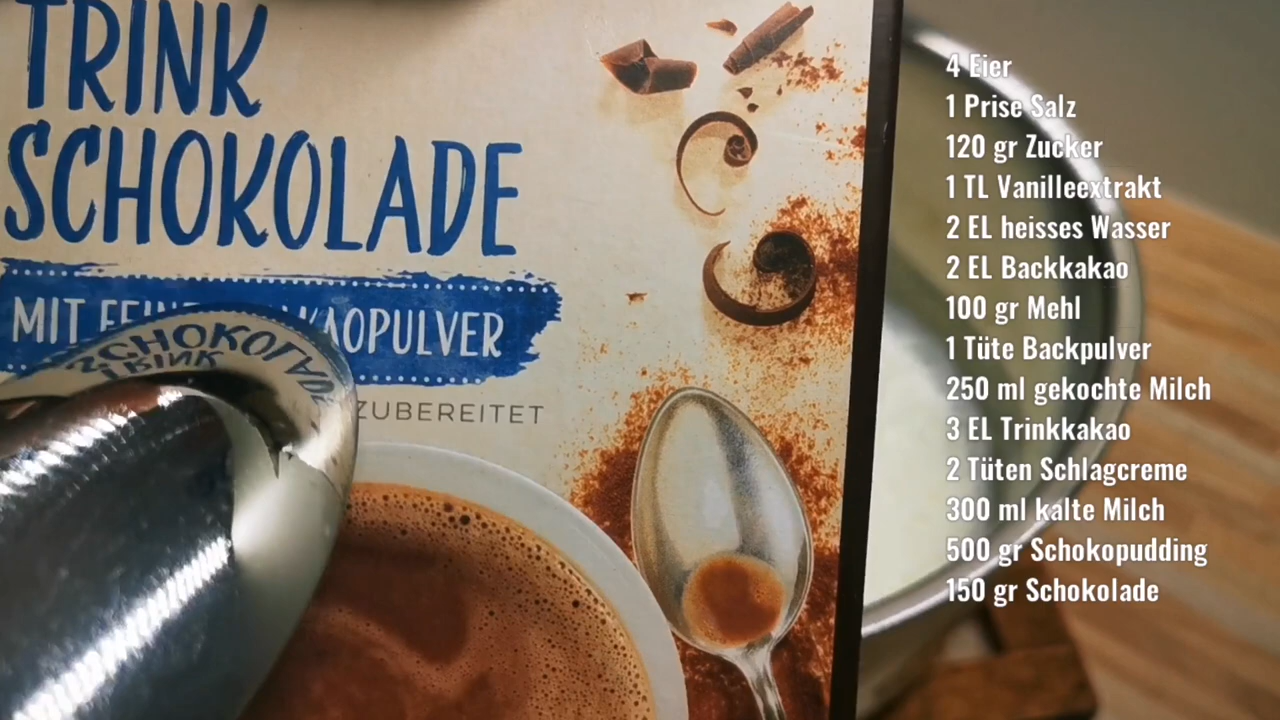 TRINK
SCHOKOLADE
MIT KAOPULVER
ZUBEREITET
SCHOKOLAD
TRINK
4 Eier
1 Prise Salz
120 gr Zucker
1 TL Vanilleextrakt
2 EL heisses Wasser
2 EL Backkakao
100 gr Mehl
1 Tüte Backpulver
250 ml gekochte Milch
3 EL Trinkkakao
2 Tüten Schlagcreme
300 ml kalte Milch
500 gr Schokopudding
150 gr Schokolade